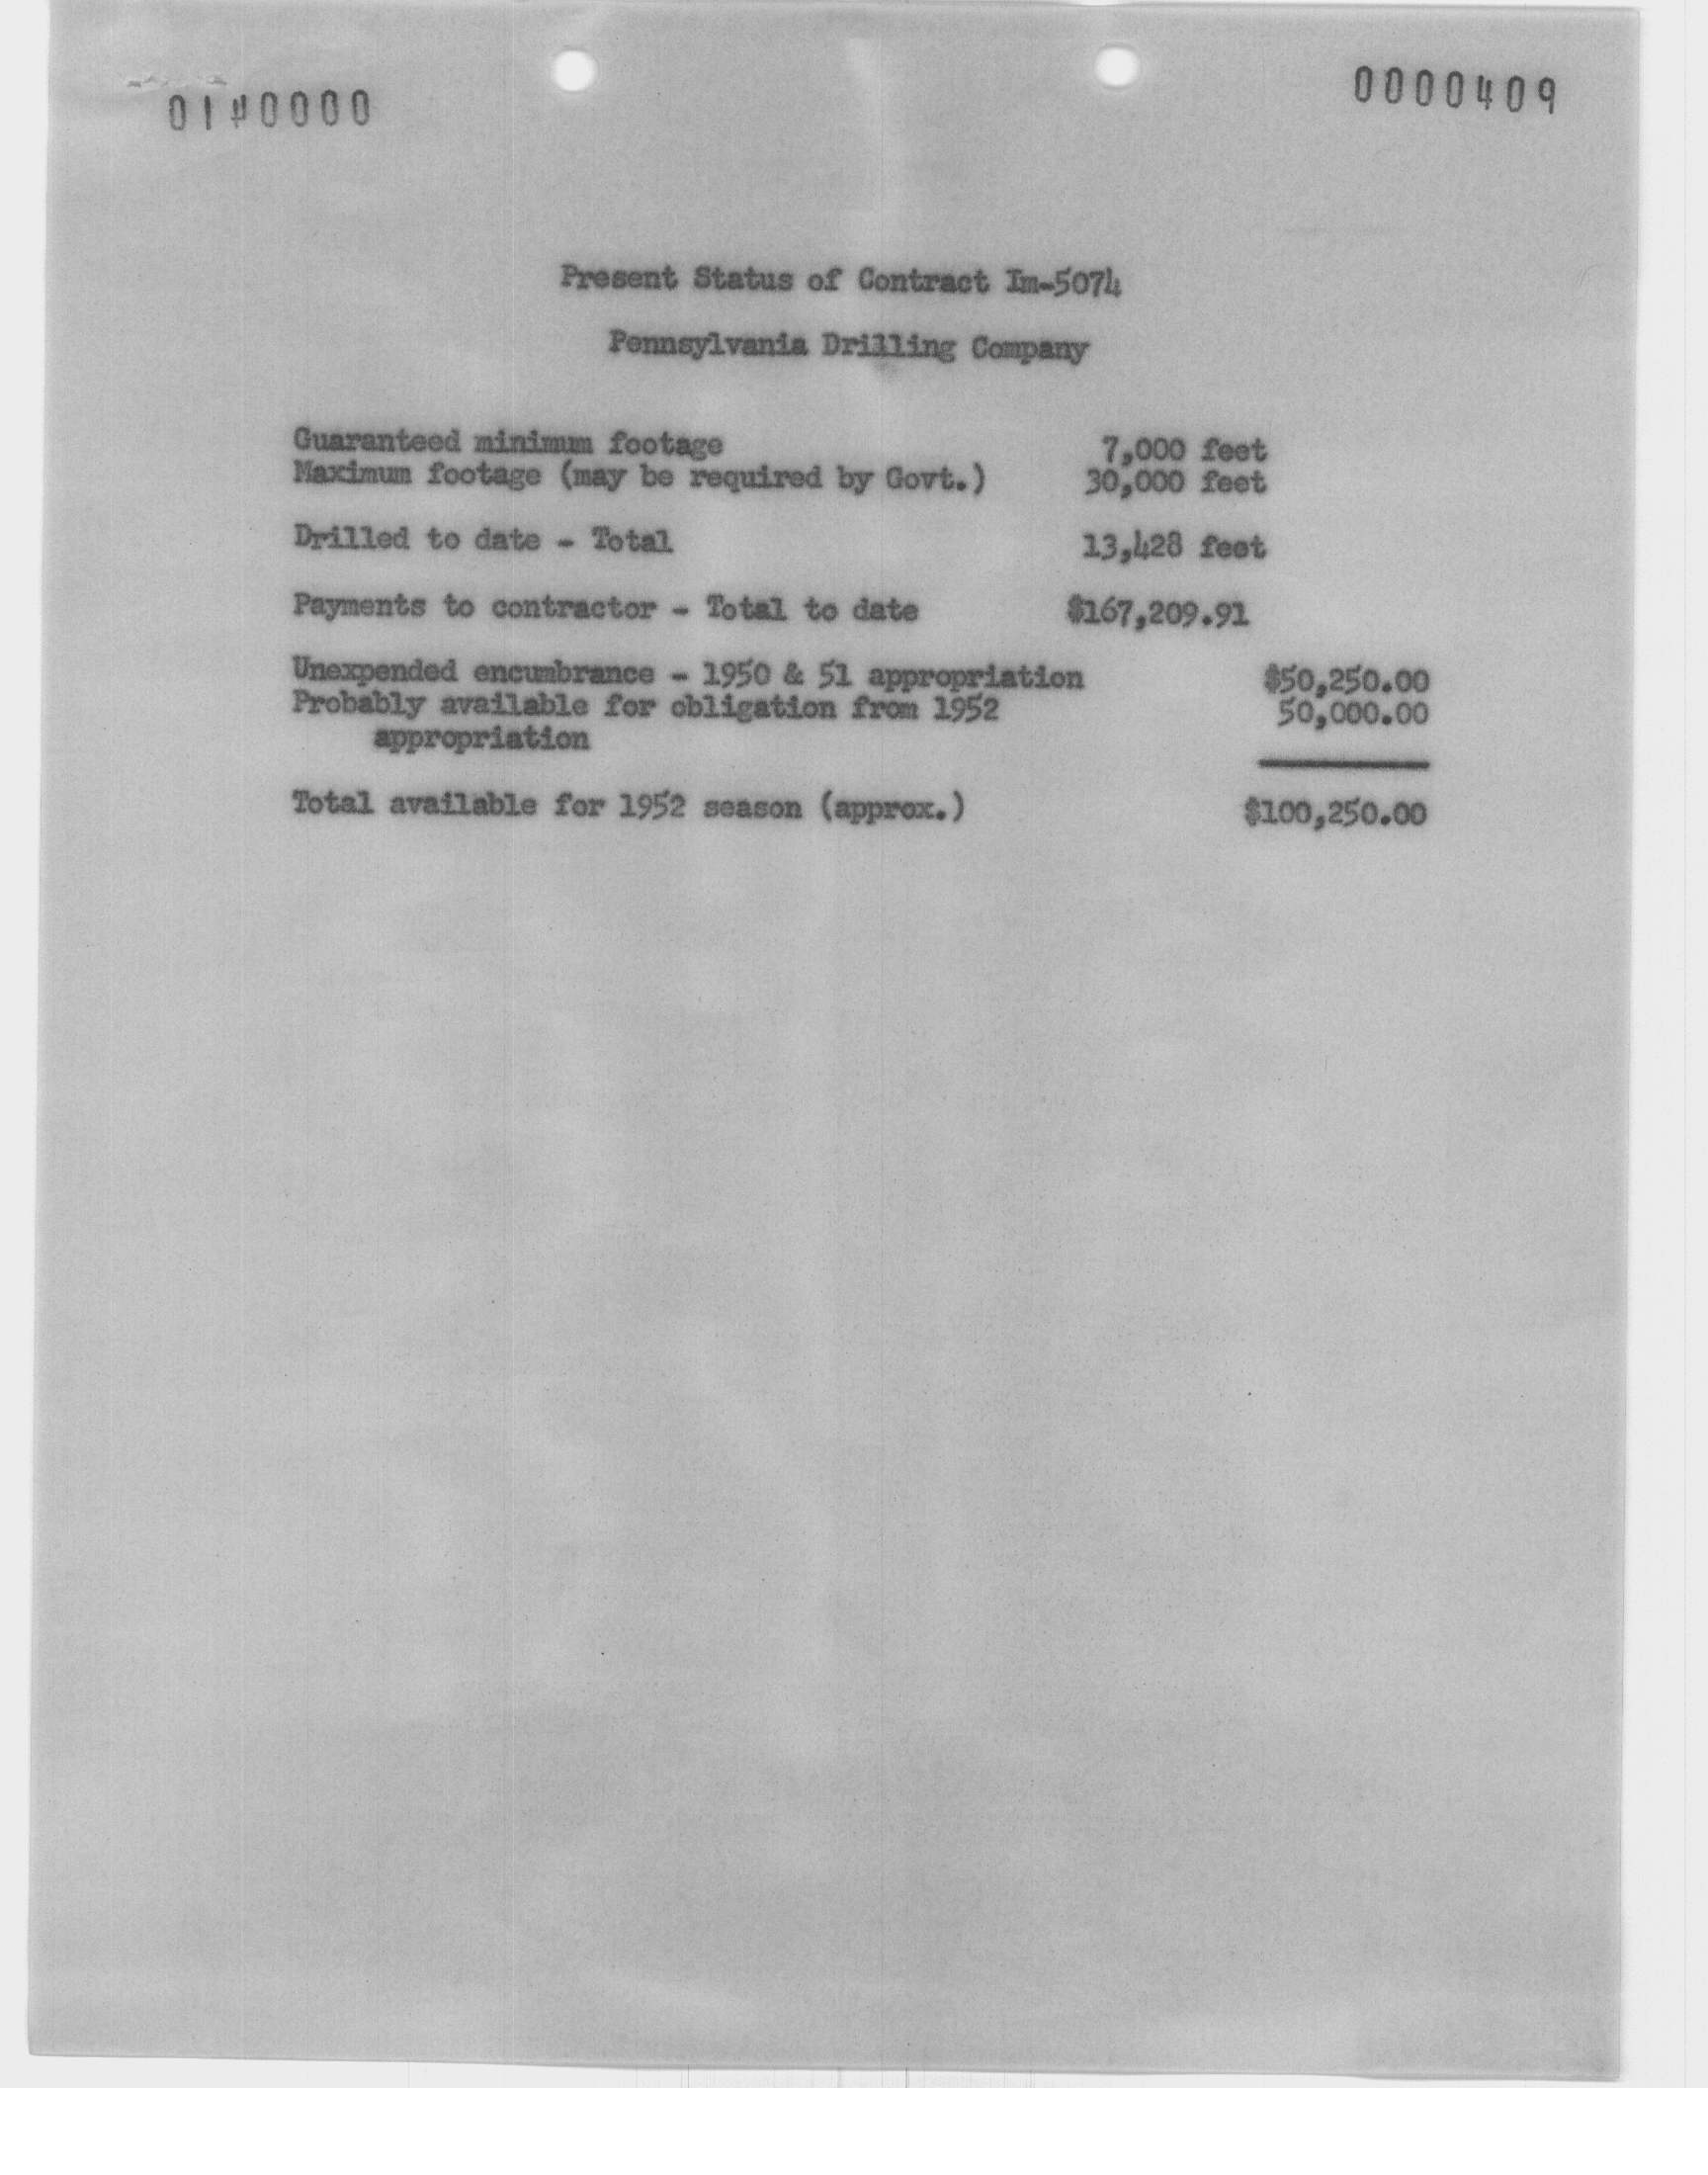 0140000
0000409
Present Status of Contract Im-5074
Pennsylvania Drilling Company
Guaranteed minimum footage 7,000 feet
Maximum footage (may be required by Govt.) 30,000 feet
Drilled to date - Total 13,428 feet
Payments to contractor - Total to date $167,209.91
Unexpended encumbrance - 1950 & 51 appropriation $50,250.00
Probably available for obligation from 1952 50,000.00
appropriation
Total available for 1952 season (approx.) $100,250.00